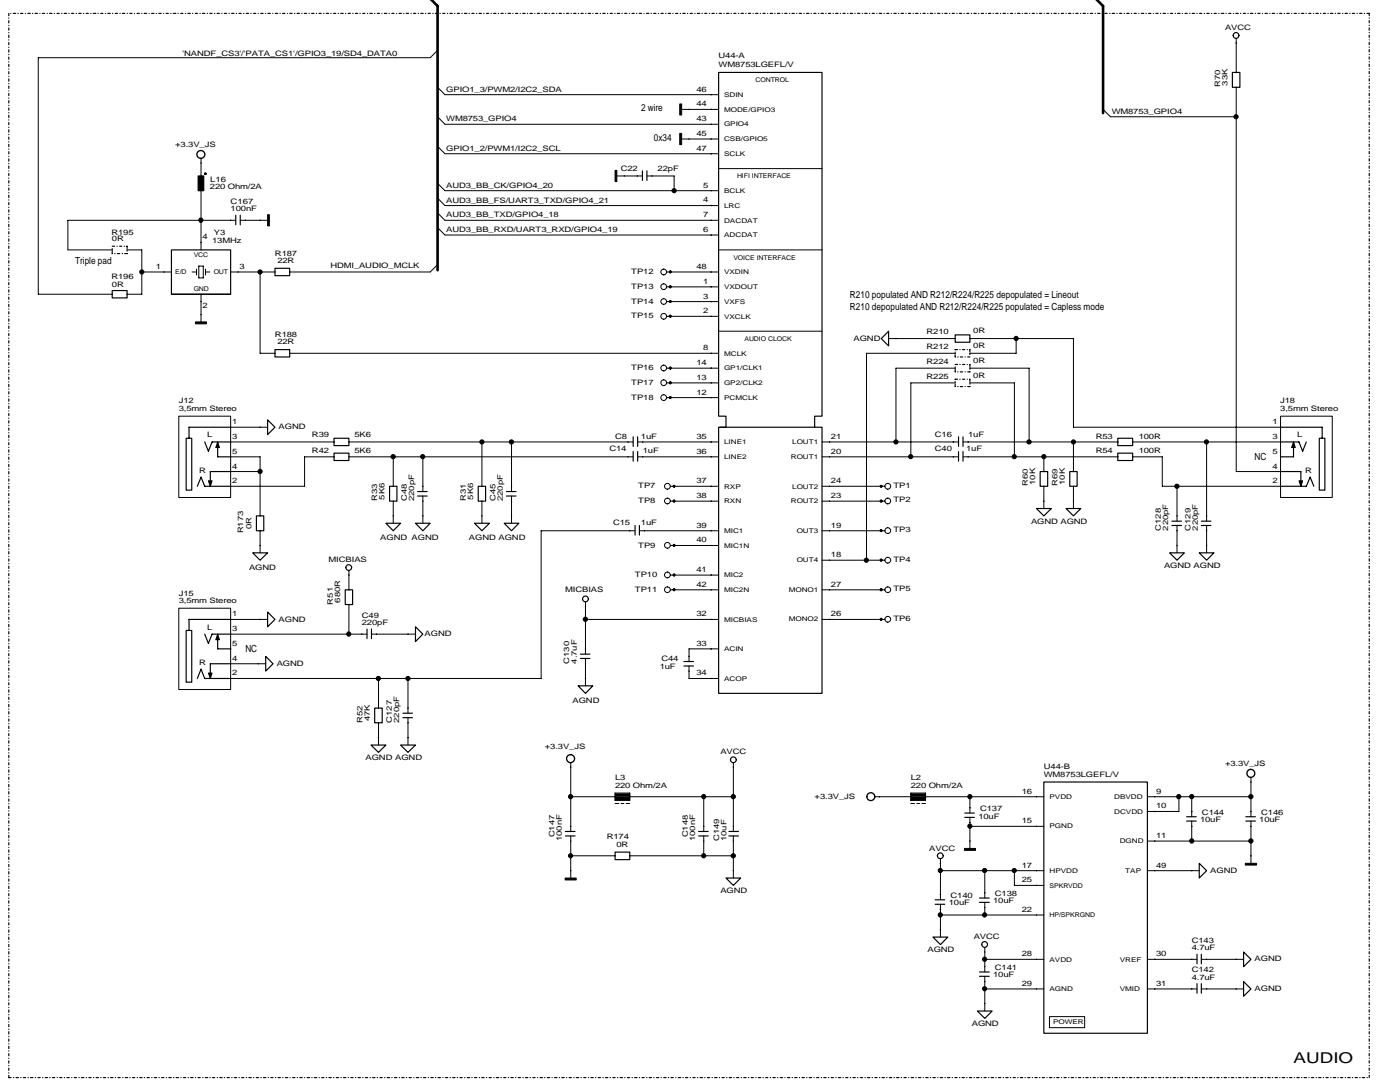 'NANDF_CS3'/'PATA_CS1'/GPIO3_19/SD4_DATA0
U44-A
WM8753LGEFL/V
AVCC
R70
33K
WM8753_GPIO4
CONTROL
GPIO1_3/PWM2/I2C2_SDA 46 SDIN
2 wire 44 MODE/GPIO3
WM8753_GPIO4 43 GPIO4
0x34 45 CSB/GPIO5
GPIO1_2/PWM1/I2C2_SCL 47 SCLK
C22 22pF
HIFI INTERFACE
AUD3_BB_CK/GPIO4_20 5 BCLK
AUD3_BB_FS/UART3_TXD/GPIO4_21 4 LRC
AUD3_BB_TXD/GPIO4_18 7 DACDAT
AUD3_BB_RXD/UART3_RXD/GPIO4_19 6 ADCDAT
+3.3V_JS
L16
220 Ohm/2A
C167
100nF
R195
0R
Triple pad
R196
0R
Y3
13MHz
4
VCC
1 E/D OUT 3
GND
2
R187
22R
HDMI_AUDIO_MCLK
R188
22R
VOICE INTERFACE
TP12 48 VXDIN
TP13 1 VXDOUT
TP14 3 VXFS
TP15 2 VXCLK
AUDIO CLOCK
8 MCLK
TP16 14 GP1/CLK1
TP17 13 GP2/CLK2
TP18 12 PCMCLK
R210 populated AND R212/R224/R225 depopulated = Lineout
R210 depopulated AND R212/R224/R225 populated = Capless mode
AGND R210 0R
R212 0R
R224 0R
R225 0R
J12
3,5mm Stereo
1 AGND
L 3
5
R 4
2
R39 5K6
R42 5K6
R173
0R
AGND
R33
5K6
C48
220pF
R31
5K6
C45
220pF
AGND AGND AGND AGND
C8 1uF 35 LINE1
C14 1uF 36 LINE2
TP7 37 RXP
TP8 38 RXN
C15 1uF 39 MIC1
TP9 40 MIC1N
TP10 41 MIC2
TP11 42 MIC2N
MICBIAS 32 MICBIAS
C130
4.7uF
AGND
33 ACIN
C44
1uF
34 ACOP
LOUT1 21 C16 1uF
ROUT1 20 C40 1uF
LOUT2 24 TP1
ROUT2 23 TP2
OUT3 19 TP3
OUT4 18 TP4
MONO1 27 TP5
MONO2 26 TP6
R60
10K
R69
10K
AGND AGND
R53 100R
R54 100R
C128
220pF
C129
220pF
AGND AGND
J18
3,5mm Stereo
1
3 L
NC 5
4 R
2
MICBIAS
R51
680R
J15
3,5mm Stereo
1 AGND
L 3
5 NC
R 4 AGND
2
C49
220pF
AGND
R52
47K
C127
220pF
AGND AGND
+3.3V_JS
L3
220 Ohm/2A
AVCC
C147
100nF
R174
0R
C148
100nF
C149
10uF
AGND
U44-B
WM8753LGEFL/V
+3.3V_JS
L2
220 Ohm/2A
+3.3V_JS
16 PVDD
C137
10uF
15 PGND
DBVDD 9
DCVDD 10
DGND 11
C144
10uF
C146
10uF
AVCC
17 HPVDD
25 SPKRVDD
C140
10uF
C138
10uF
22 HP/SPKRGND
AGND
TAP 49 AGND
AVCC
28 AVDD
C141
10uF
29 AGND
AGND
VREF 30 C143
4.7uF
AGND
VMID 31 C142
4.7uF
AGND
POWER
AUDIO